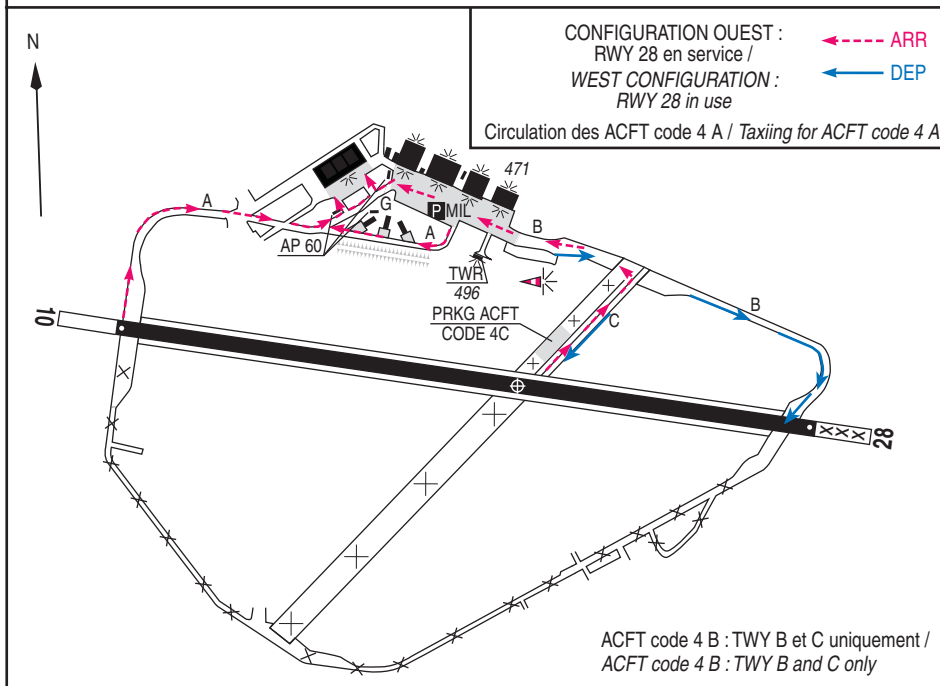 N
CONFIGURATION OUEST :
RWY 28 en service /
WEST CONFIGURATION :
RWY 28 in use
ARR
DEP
Circulation des ACFT code 4 A / Taxiing for ACFT code 4 A
471
A
G
P MIL
A
B
AP 60
TWR
496
B
PRKG ACFT
CODE 4C
C
10
28
ACFT code 4 B : TWY B et C uniquement /
ACFT code 4 B : TWY B and C only